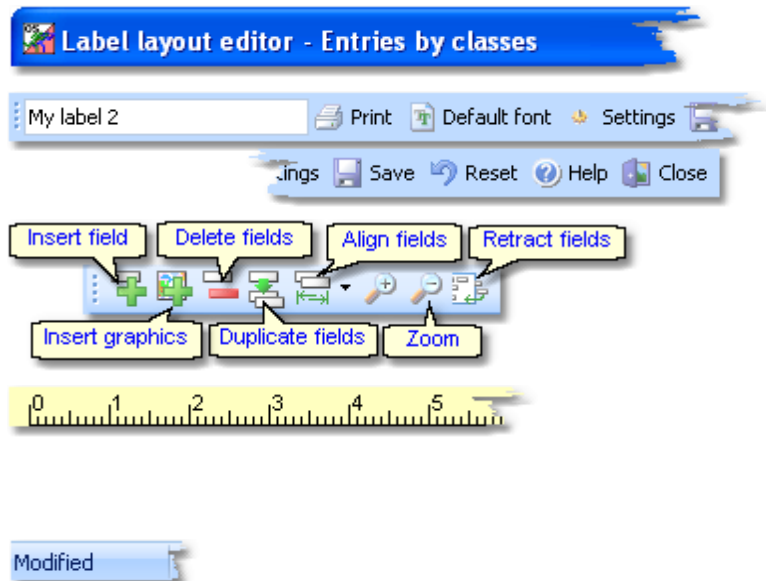 Label layout editor - Entries by classes
My label 2 Print Default font Settings
ings Save Reset Help Close
Insert field Delete fields Align fields Retract fields
Insert graphics Duplicate fields Zoom
0 1 2 3 4 5
Modified